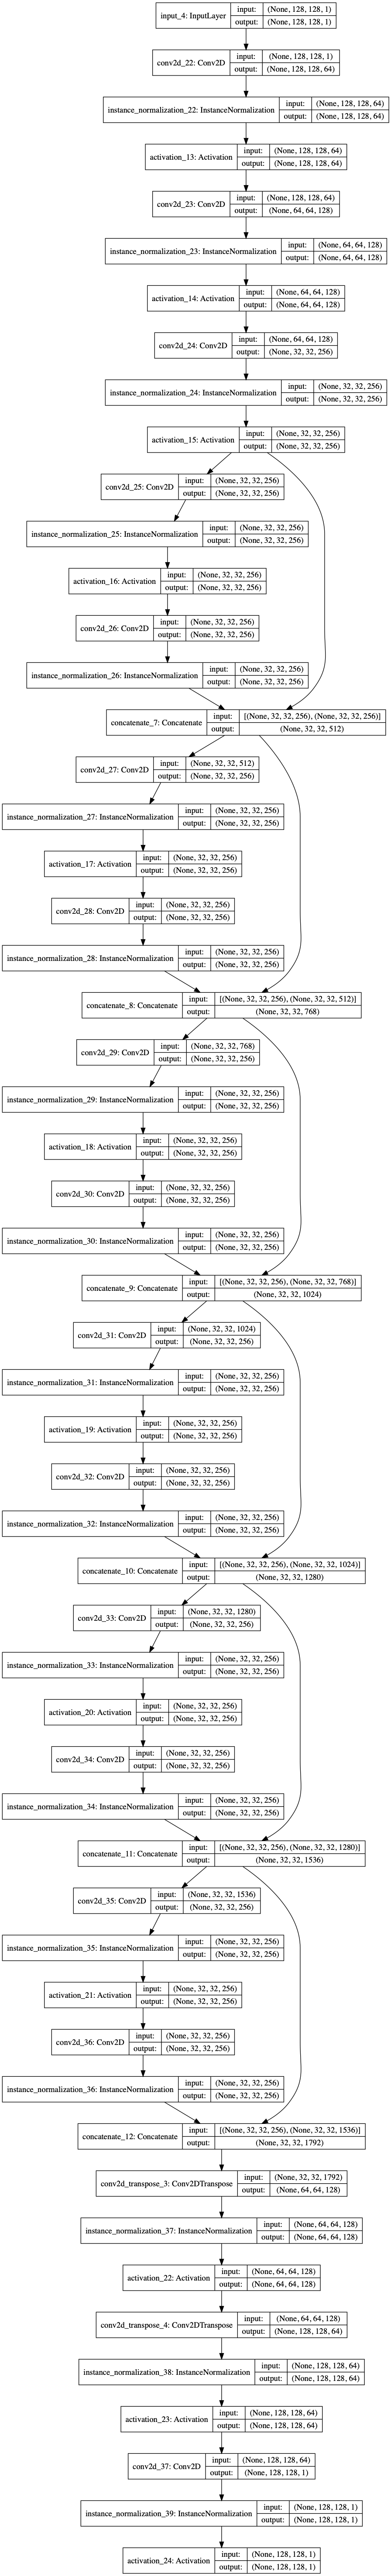 input_4: InputLayer input: (None, 128, 128, 1)
output: (None, 128, 128, 1)
conv2d_22: Conv2D input: (None, 128, 128, 1)
output: (None, 128, 128, 64)
instance_normalization_22: InstanceNormalization input: (None, 128, 128, 64)
output: (None, 128, 128, 64)
activation_13: Activation input: (None, 128, 128, 64)
output: (None, 128, 128, 64)
conv2d_23: Conv2D input: (None, 128, 128, 64)
output: (None, 64, 64, 128)
instance_normalization_23: InstanceNormalization input: (None, 64, 64, 128)
output: (None, 64, 64, 128)
activation_14: Activation input: (None, 64, 64, 128)
output: (None, 64, 64, 128)
conv2d_24: Conv2D input: (None, 64, 64, 128)
output: (None, 32, 32, 256)
instance_normalization_24: InstanceNormalization input: (None, 32, 32, 256)
output: (None, 32, 32, 256)
activation_15: Activation input: (None, 32, 32, 256)
output: (None, 32, 32, 256)
conv2d_25: Conv2D input: (None, 32, 32, 256)
output: (None, 32, 32, 256)
instance_normalization_25: InstanceNormalization input: (None, 32, 32, 256)
output: (None, 32, 32, 256)
activation_16: Activation input: (None, 32, 32, 256)
output: (None, 32, 32, 256)
conv2d_26: Conv2D input: (None, 32, 32, 256)
output: (None, 32, 32, 256)
instance_normalization_26: InstanceNormalization input: (None, 32, 32, 256)
output: (None, 32, 32, 256)
concatenate_7: Concatenate input: [(None, 32, 32, 256), (None, 32, 32, 256)]
output: (None, 32, 32, 512)
conv2d_27: Conv2D input: (None, 32, 32, 512)
output: (None, 32, 32, 256)
instance_normalization_27: InstanceNormalization input: (None, 32, 32, 256)
output: (None, 32, 32, 256)
activation_17: Activation input: (None, 32, 32, 256)
output: (None, 32, 32, 256)
conv2d_28: Conv2D input: (None, 32, 32, 256)
output: (None, 32, 32, 256)
instance_normalization_28: InstanceNormalization input: (None, 32, 32, 256)
output: (None, 32, 32, 256)
concatenate_8: Concatenate input: [(None, 32, 32, 256), (None, 32, 32, 512)]
output: (None, 32, 32, 768)
conv2d_29: Conv2D input: (None, 32, 32, 768)
output: (None, 32, 32, 256)
instance_normalization_29: InstanceNormalization input: (None, 32, 32, 256)
output: (None, 32, 32, 256)
activation_18: Activation input: (None, 32, 32, 256)
output: (None, 32, 32, 256)
conv2d_30: Conv2D input: (None, 32, 32, 256)
output: (None, 32, 32, 256)
instance_normalization_30: InstanceNormalization input: (None, 32, 32, 256)
output: (None, 32, 32, 256)
concatenate_9: Concatenate input: [(None, 32, 32, 256), (None, 32, 32, 768)]
output: (None, 32, 32, 1024)
conv2d_31: Conv2D input: (None, 32, 32, 1024)
output: (None, 32, 32, 256)
instance_normalization_31: InstanceNormalization input: (None, 32, 32, 256)
output: (None, 32, 32, 256)
activation_19: Activation input: (None, 32, 32, 256)
output: (None, 32, 32, 256)
conv2d_32: Conv2D input: (None, 32, 32, 256)
output: (None, 32, 32, 256)
instance_normalization_32: InstanceNormalization input: (None, 32, 32, 256)
output: (None, 32, 32, 256)
concatenate_10: Concatenate input: [(None, 32, 32, 256), (None, 32, 32, 1024)]
output: (None, 32, 32, 1280)
conv2d_33: Conv2D input: (None, 32, 32, 1280)
output: (None, 32, 32, 256)
instance_normalization_33: InstanceNormalization input: (None, 32, 32, 256)
output: (None, 32, 32, 256)
activation_20: Activation input: (None, 32, 32, 256)
output: (None, 32, 32, 256)
conv2d_34: Conv2D input: (None, 32, 32, 256)
output: (None, 32, 32, 256)
instance_normalization_34: InstanceNormalization input: (None, 32, 32, 256)
output: (None, 32, 32, 256)
concatenate_11: Concatenate input: [(None, 32, 32, 256), (None, 32, 32, 1280)]
output: (None, 32, 32, 1536)
conv2d_35: Conv2D input: (None, 32, 32, 1536)
output: (None, 32, 32, 256)
instance_normalization_35: InstanceNormalization input: (None, 32, 32, 256)
output: (None, 32, 32, 256)
activation_21: Activation input: (None, 32, 32, 256)
output: (None, 32, 32, 256)
conv2d_36: Conv2D input: (None, 32, 32, 256)
output: (None, 32, 32, 256)
instance_normalization_36: InstanceNormalization input: (None, 32, 32, 256)
output: (None, 32, 32, 256)
concatenate_12: Concatenate input: [(None, 32, 32, 256), (None, 32, 32, 1536)]
output: (None, 32, 32, 1792)
conv2d_transpose_3: Conv2DTranspose input: (None, 32, 32, 1792)
output: (None, 64, 64, 128)
instance_normalization_37: InstanceNormalization input: (None, 64, 64, 128)
output: (None, 64, 64, 128)
activation_22: Activation input: (None, 64, 64, 128)
output: (None, 64, 64, 128)
conv2d_transpose_4: Conv2DTranspose input: (None, 64, 64, 128)
output: (None, 128, 128, 64)
instance_normalization_38: InstanceNormalization input: (None, 128, 128, 64)
output: (None, 128, 128, 64)
activation_23: Activation input: (None, 128, 128, 64)
output: (None, 128, 128, 64)
conv2d_37: Conv2D input: (None, 128, 128, 64)
output: (None, 128, 128, 1)
instance_normalization_39: InstanceNormalization input: (None, 128, 128, 1)
output: (None, 128, 128, 1)
activation_24: Activation input: (None, 128, 128, 1)
output: (None, 128, 128, 1)